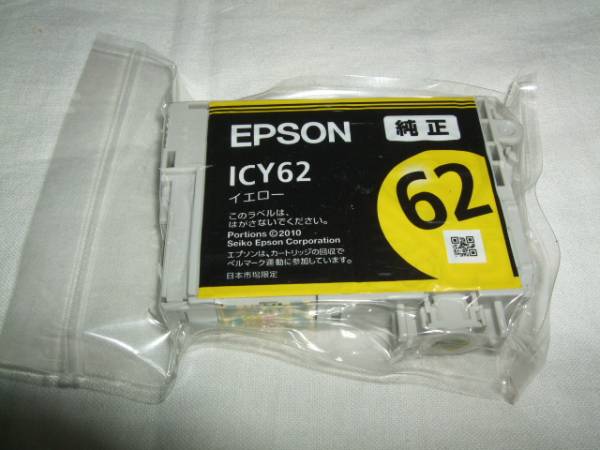 EPSON
純正
ICY62
イエロー
62
このラベルは、
はがさないでください。
Portions ©2010
Seiko Epson Corporation
エプソンは、カートリッジの回収で
ベルマーク運動に参加しています。
日本市場限定